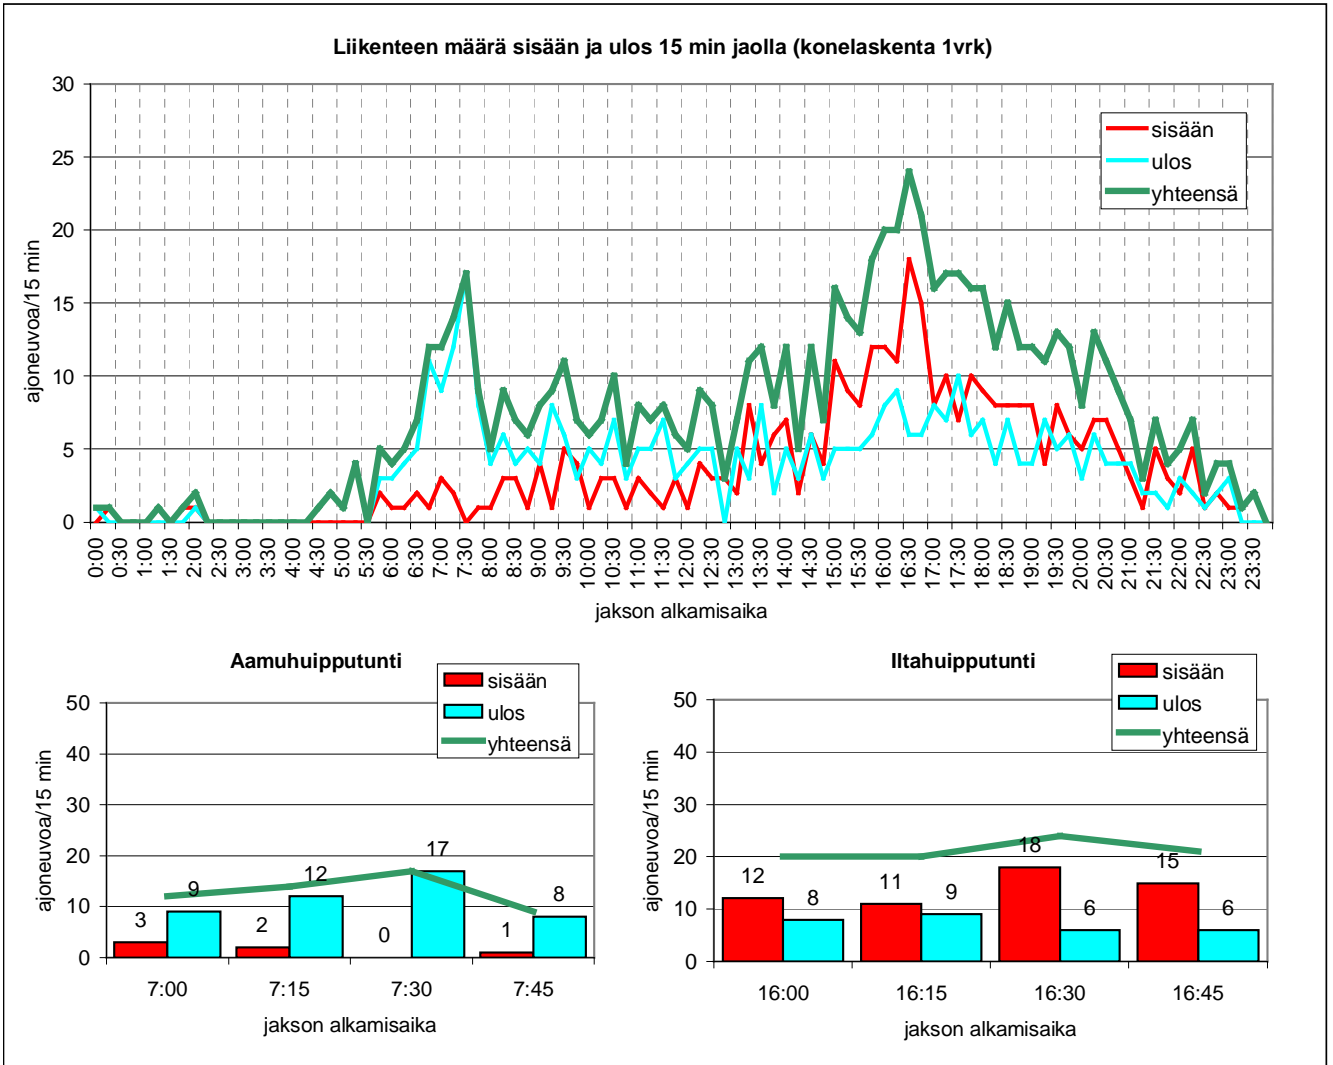 Liikenteen määrä sisään ja ulos 15 min jaolla (konelaskenta 1vrk)
30
25
20
15
10
5
0
ajoneuvoa/15 min
sisään
ulos
yhteensä
0:00 0:30 1:00 1:30 2:00 2:30 3:00 3:30 4:00 4:30 5:00 5:30 6:00 6:30 7:00 7:30 8:00 8:30 9:00 9:30 10:00 10:30 11:00 11:30 12:00 12:30 13:00 13:30 14:00 14:30 15:00 15:30 16:00 16:30 17:00 17:30 18:00 18:30 19:00 19:30 20:00 20:30 21:00 21:30 22:00 22:30 23:00 23:30
jakson alkamisaika
Aamuhuipputunti
sisään
ulos
yhteensä
50
40
30
20
10
0
ajoneuvoa/15 min
3 9 2 12 0 17 1 8
7:00 7:15 7:30 7:45
jakson alkamisaika
Iltahuipputunti
sisään
ulos
yhteensä
50
40
30
20
10
0
ajoneuvoa/15 min
12 8 11 9 18 6 15 6
16:00 16:15 16:30 16:45
jakson alkamisaika